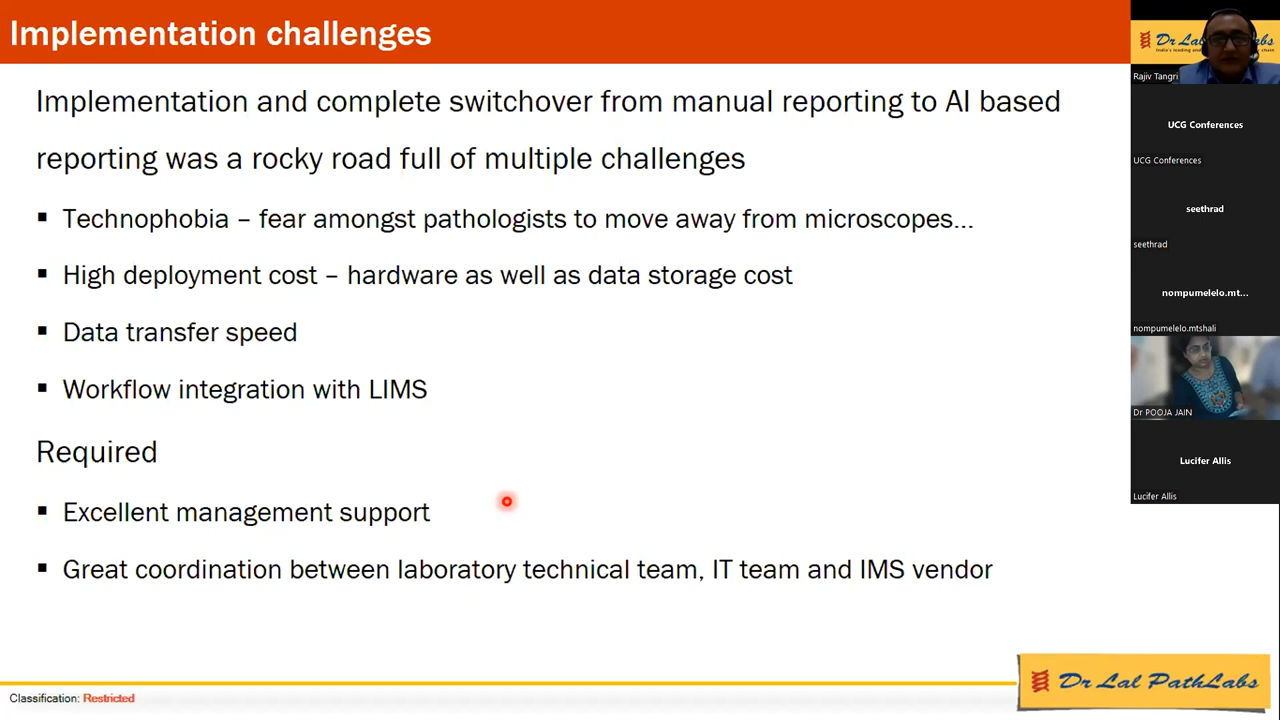 Implementation challenges
Implementation and complete switchover from manual reporting to AI based
reporting was a rocky road full of multiple challenges
▪ Technophobia – fear amongst pathologists to move away from microscopes...
▪ High deployment cost – hardware as well as data storage cost
▪ Data transfer speed
▪ Workflow integration with LIMS
Required
▪ Excellent management support
▪ Great coordination between laboratory technical team, IT team and IMS vendor
Classification: Restricted
Dr Lal PathLabs
Dr Lal
Rajiv Tangri
UCG Conferences
UCG Conferences
seethrad
seethrad
nompumelelo.mt...
nompumelelo.mtshali
Dr POOJA JAIN
Lucifer Allis
Lucifer Allis